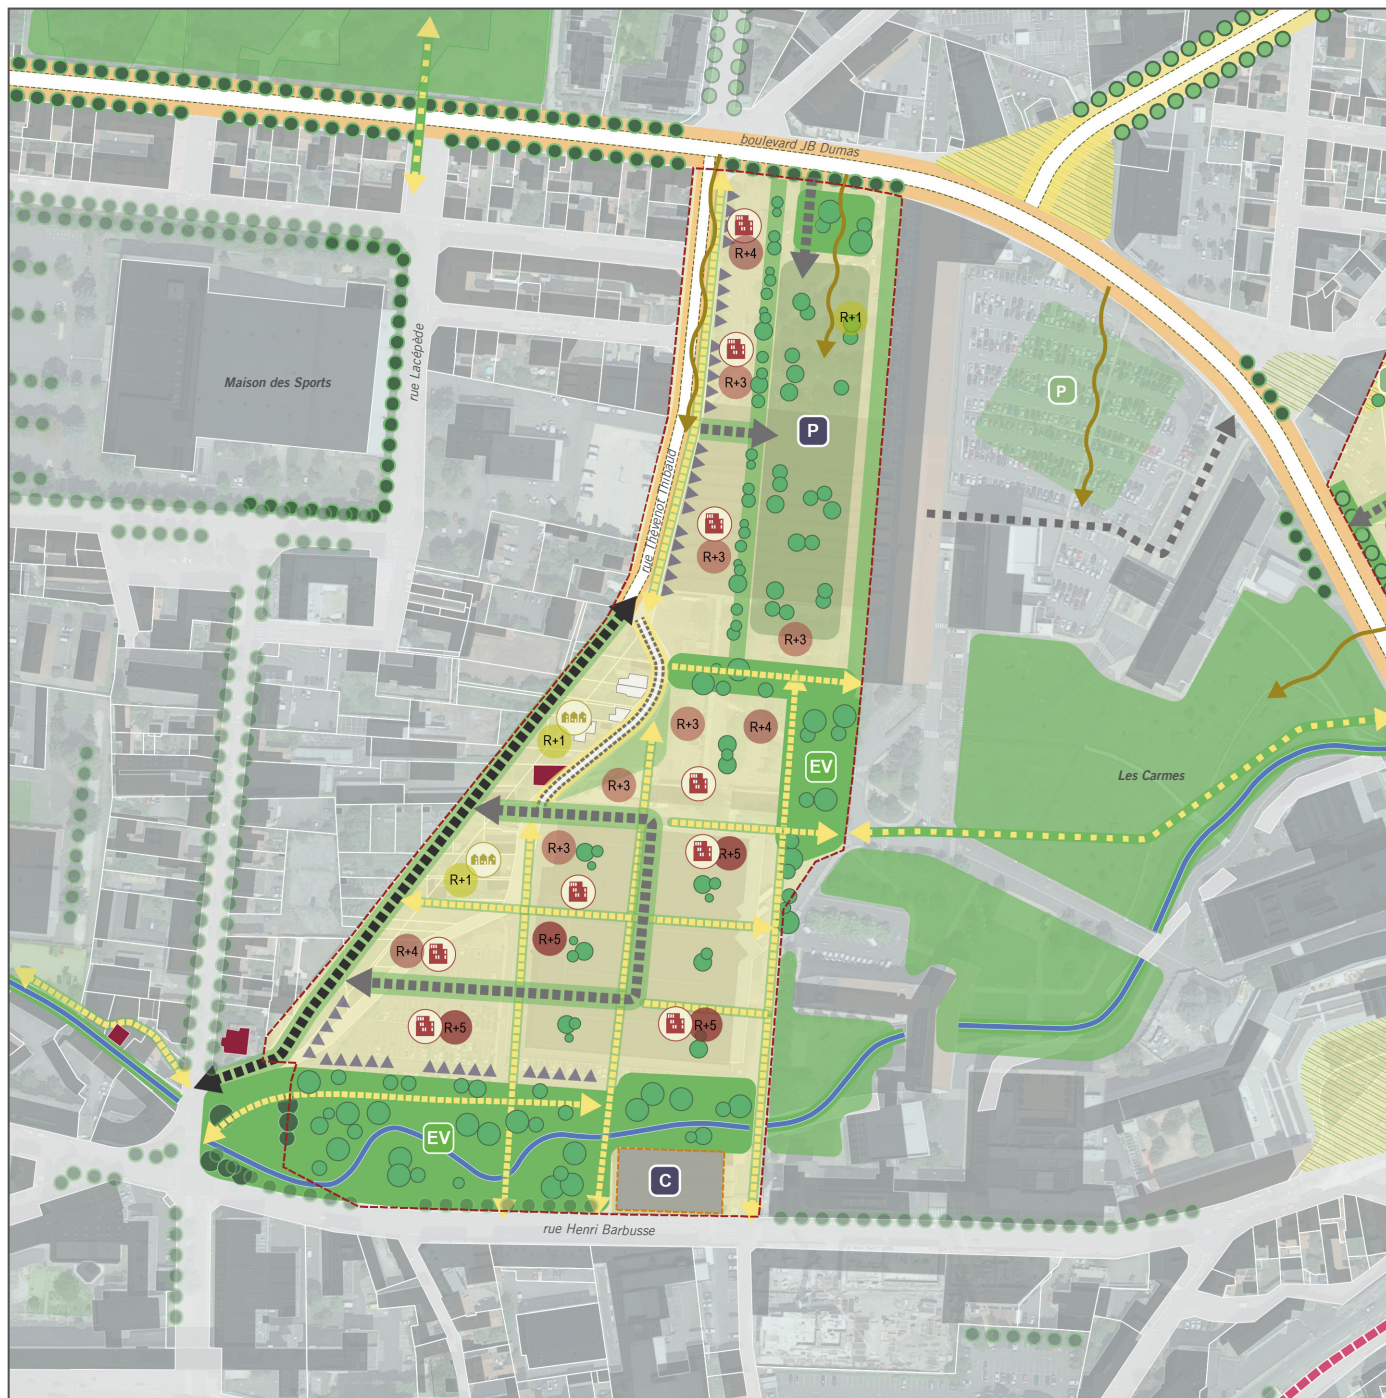 boulevard JB Dumas
R+4
R+1
rue Lacépède
Maison des Sports
R+3
P
P
rue Thévenot Thibaud
R+3
R+3
R+3
R+4
R+1
EV
Les Carmes
R+3
R+3
R+5
R+1
R+5
R+4
R+5
R+5
EV
C
rue Henri Barbusse